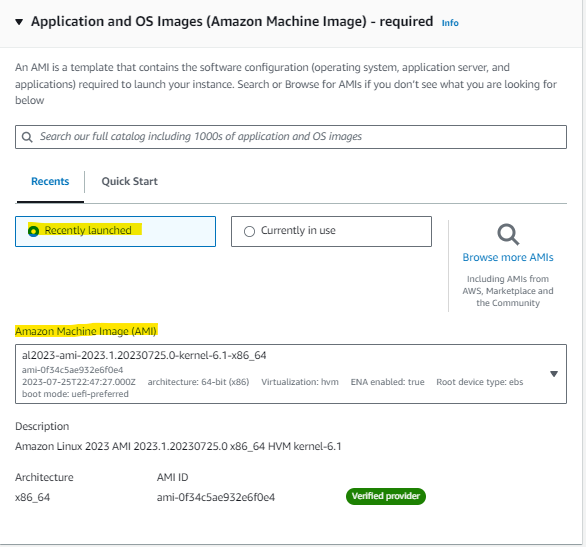 Application and OS Images (Amazon Machine Image) - required Info
An AMI is a template that contains the software configuration (operating system, application server, and
applications) required to launch your instance. Search or Browse for AMIs if you don't see what you are looking for
below
Search our full catalog including 1000s of application and OS images
Recents Quick Start
Recently launched
Currently in use
Browse more AMIs
Including AMIs from
AWS, Marketplace and
the Community
Amazon Machine Image (AMI)
al2023-ami-2023.1.20230725.0-kernel-6.1-x86_64
ami-0f34c5ae932e6f0e4
2023-07-25T22:47:27.000Z architecture: 64-bit (x86) Virtualization: hvm ENA enabled: true Root device type: ebs
boot mode: uefi-preferred
Description
Amazon Linux 2023 AMI 2023.1.20230725.0 x86_64 HVM kernel-6.1
Architecture AMI ID
x86_64 ami-0f34c5ae932e6f0e4 Verified provider